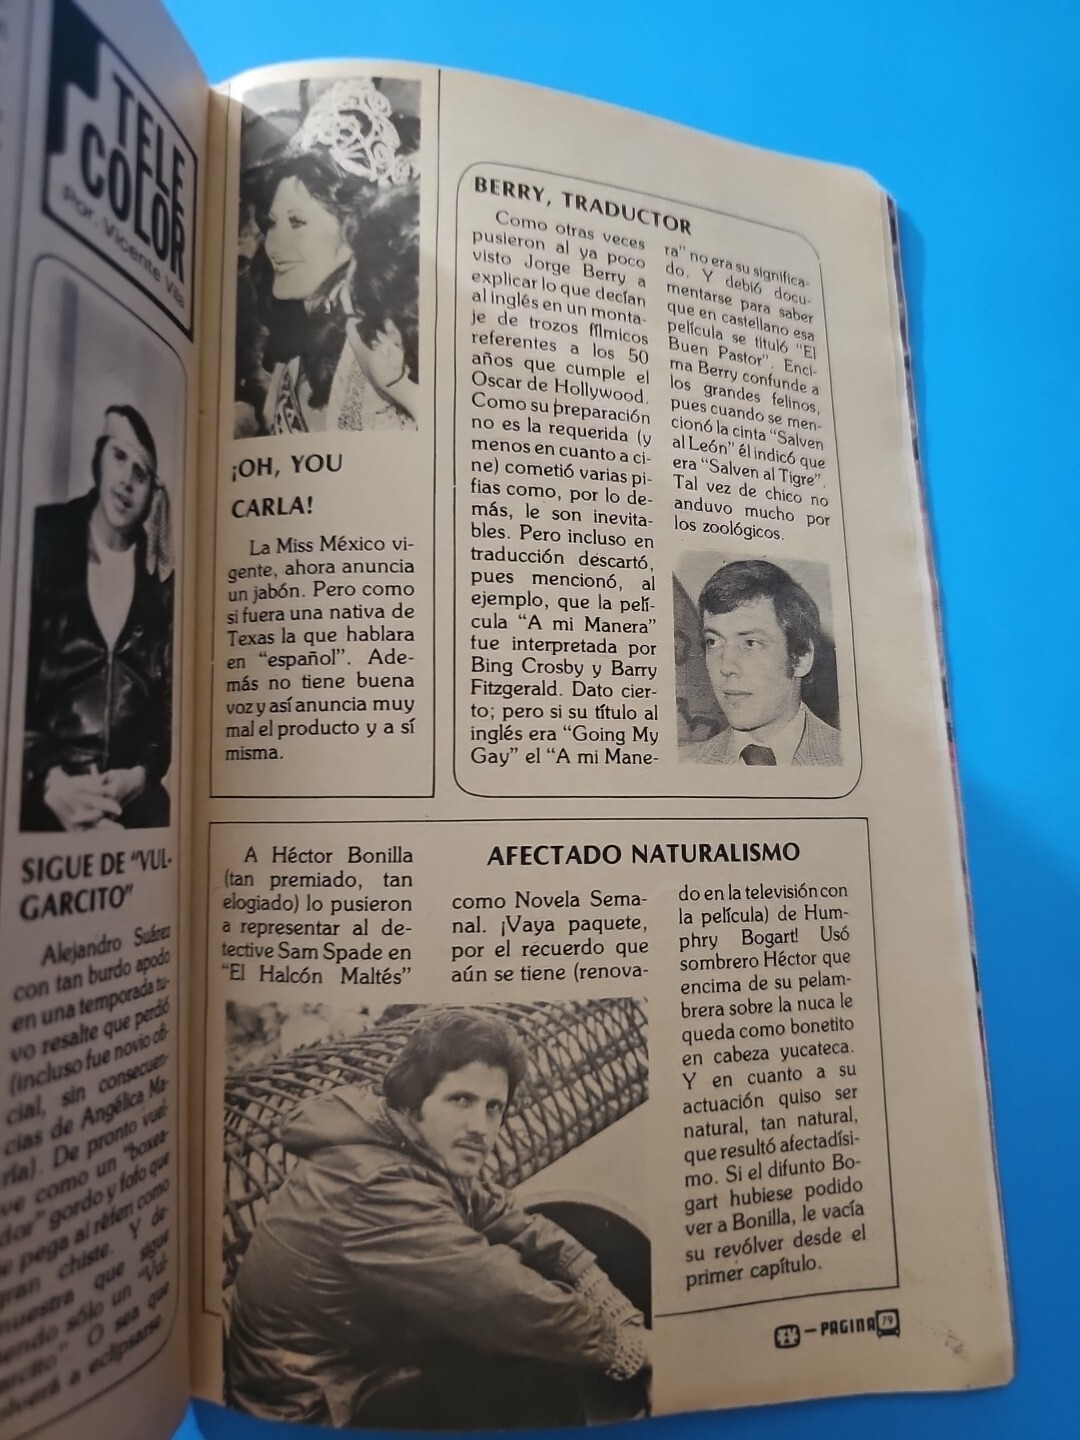 TELE
COLOR
Por: Vicente Vila
SIGUE DE "VUL-
GARCITO"
Alejandro Suárez
con tan burdo apodo
en una temporada tu-
vo resalte que perdió
(incluso fue novio ofi-
cial, sin consecuen-
cias de Angélica Ma-
ría). De pronto vuel-
ve como un "boxea-
dor" gordo y fofo que
pega al réferi como
gran chiste. Y de-
muestra que sigue
siendo sólo un "Vul-
garcito". O sea que
volverá a eclipsarse.
¡OH, YOU
CARLA!
La Miss México vi-
gente, ahora anuncia
un jabón. Pero como
si fuera una nativa de
Texas la que hablara
en "español". Ade-
más no tiene buena
voz y así anuncia muy
mal el producto y a sí
misma.
BERRY, TRADUCTOR
Como otras veces
pusieron al ya poco
visto Jorge Berry a
explicar lo que decían
al inglés en un monta-
je de trozos fílmicos
referentes a los 50
años que cumple el
Oscar de Hollywood.
Como su preparación
no es la requerida (y
menos en cuanto a ci-
ne) cometió varias pi-
fias como, por lo de-
más, le son inevita-
bles. Pero incluso en
traducción descartó,
pues mencionó, al
ejemplo, que la pelí-
cula "A mi Manera"
fue interpretada por
Bing Crosby y Barry
Fitzgerald. Dato cier-
to; pero si su título al
inglés era "Going My
Gay" el "A mi Mane-
ra" no era su significa-
do. Y debió docu-
mentarse para saber
que en castellano esa
película se tituló "El
Buen Pastor". Enci-
ma Berry confunde a
los grandes felinos,
pues cuando se men-
cionó la cinta "Salven
al León" él indicó que
era "Salven al Tigre".
Tal vez de chico no
anduvo mucho por
los zoológicos.
AFECTADO NATURALISMO
A Héctor Bonilla
(tan premiado, tan
elogiado) lo pusieron
a representar al de-
tective Sam Spade en
"El Halcón Maltés"
como Novela Sema-
nal. ¡Vaya paquete,
por el recuerdo que
aún se tiene (renova-
do en la televisión con
la película) de Hum-
phry Bogart! Usó
sombrero Héctor que
encima de su pelam-
brera sobre la nuca le
queda como bonetito
en cabeza yucateca.
Y en cuanto a su
actuación quiso ser
natural, tan natural,
que resultó afectadísi-
mo. Si el difunto Bo-
gart hubiese podido
ver a Bonilla, le vacía
su revólver desde el
primer capítulo.
—PAGINA 79